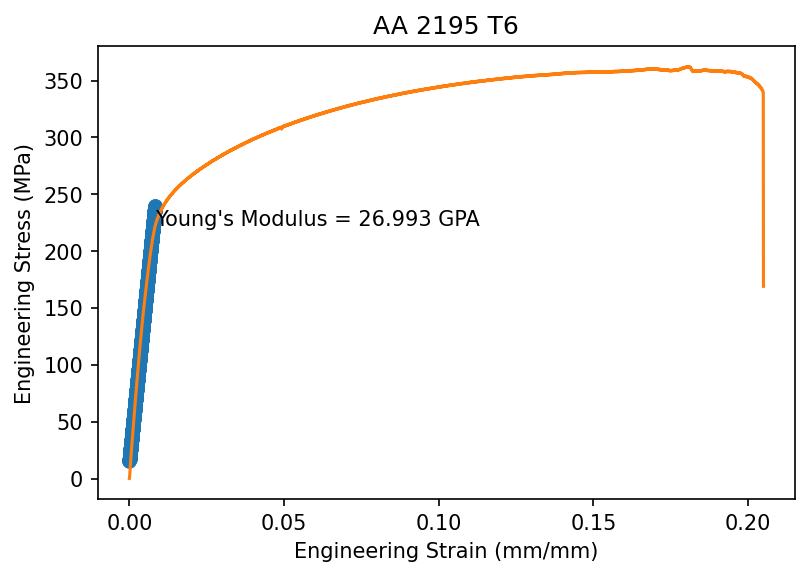 AA 2195 T6
Engineering Stress (MPa)
350
300
250
200
150
100
50
0
Young's Modulus = 26.993 GPA
0.00 0.05 0.10 0.15 0.20
Engineering Strain (mm/mm)